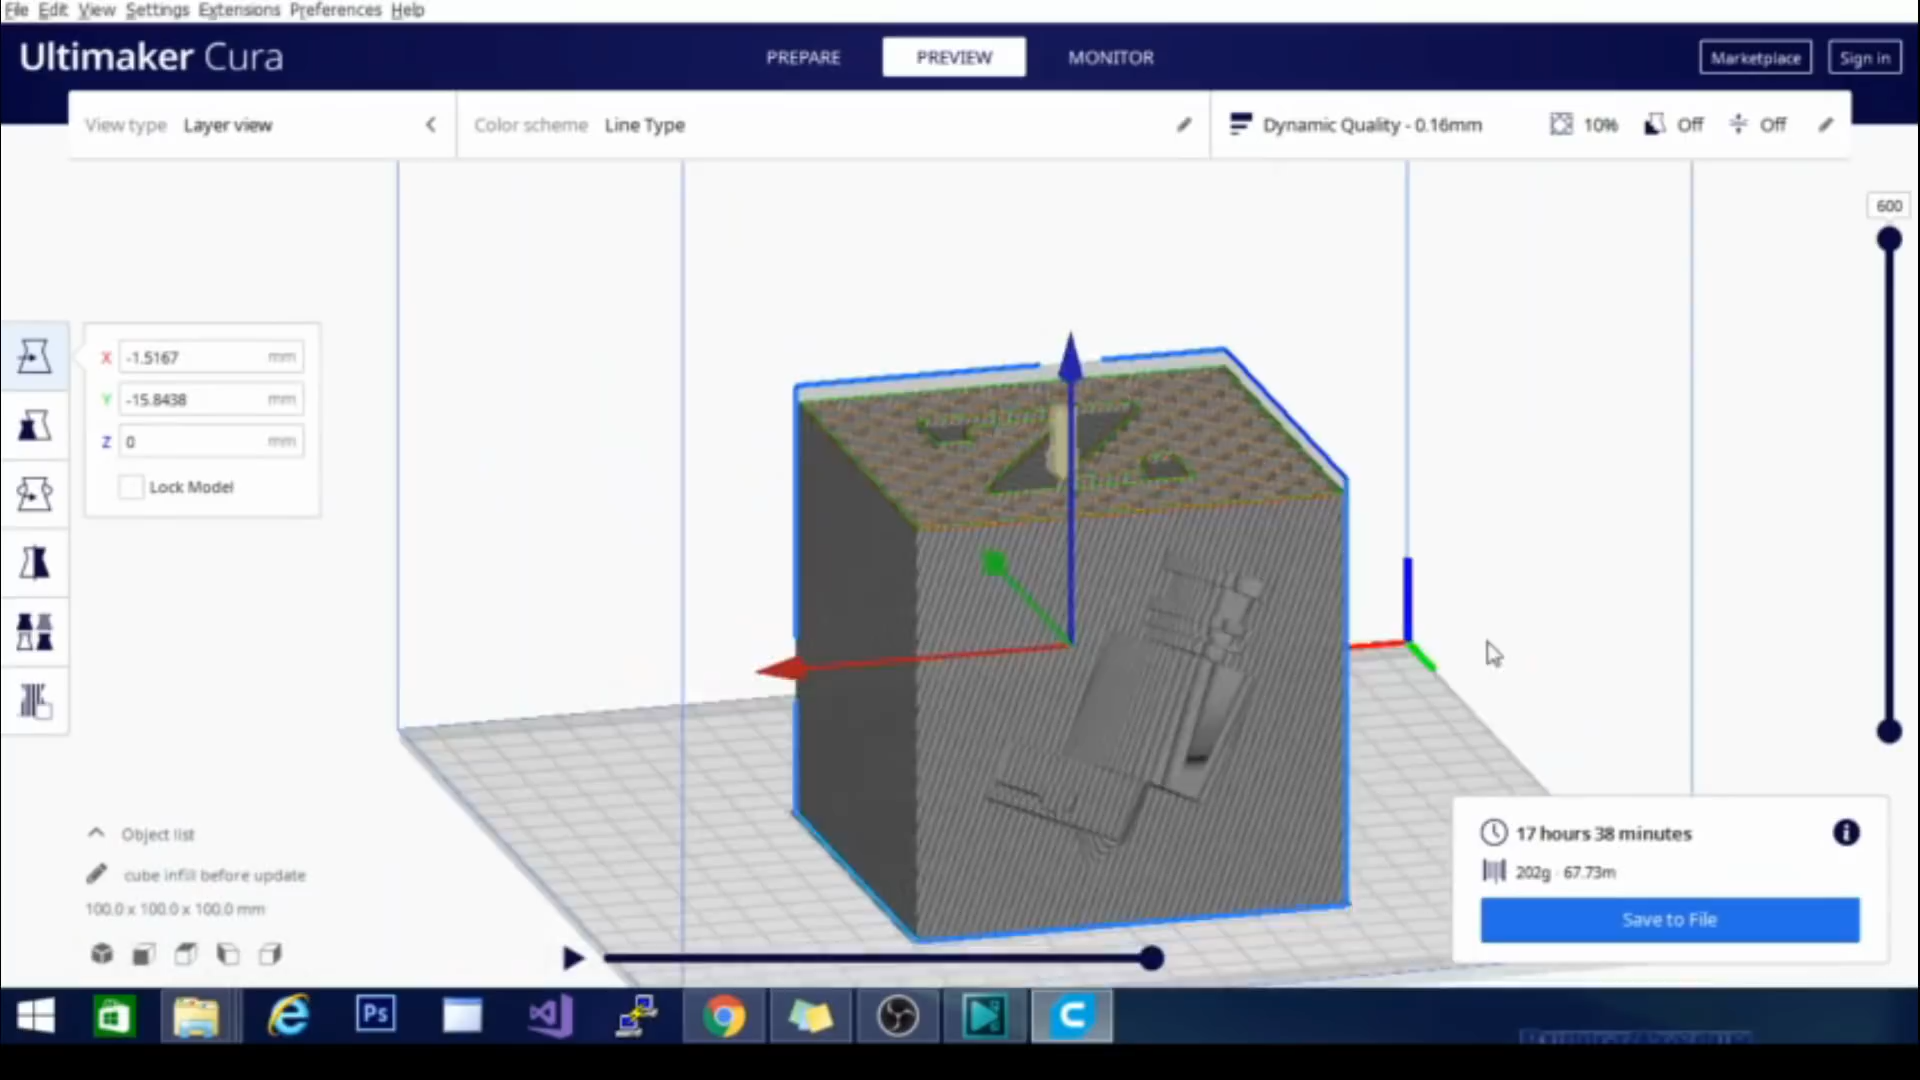 File Edit View Settings Extensions Preferences Help
Ultimaker Cura
PREPARE
PREVIEW
MONITOR
Marketplace
Sign in
View type Layer view
Color scheme Line Type
Dynamic Quality - 0.16mm
10%
Off
Off
600
X -1.5167 mm
Y -15.8438 mm
Z 0 mm
Lock Model
Object list
cube infill before update
100.0 x 100.0 x 100.0 mm
17 hours 38 minutes
202g · 67.73m
Save to File
Ps